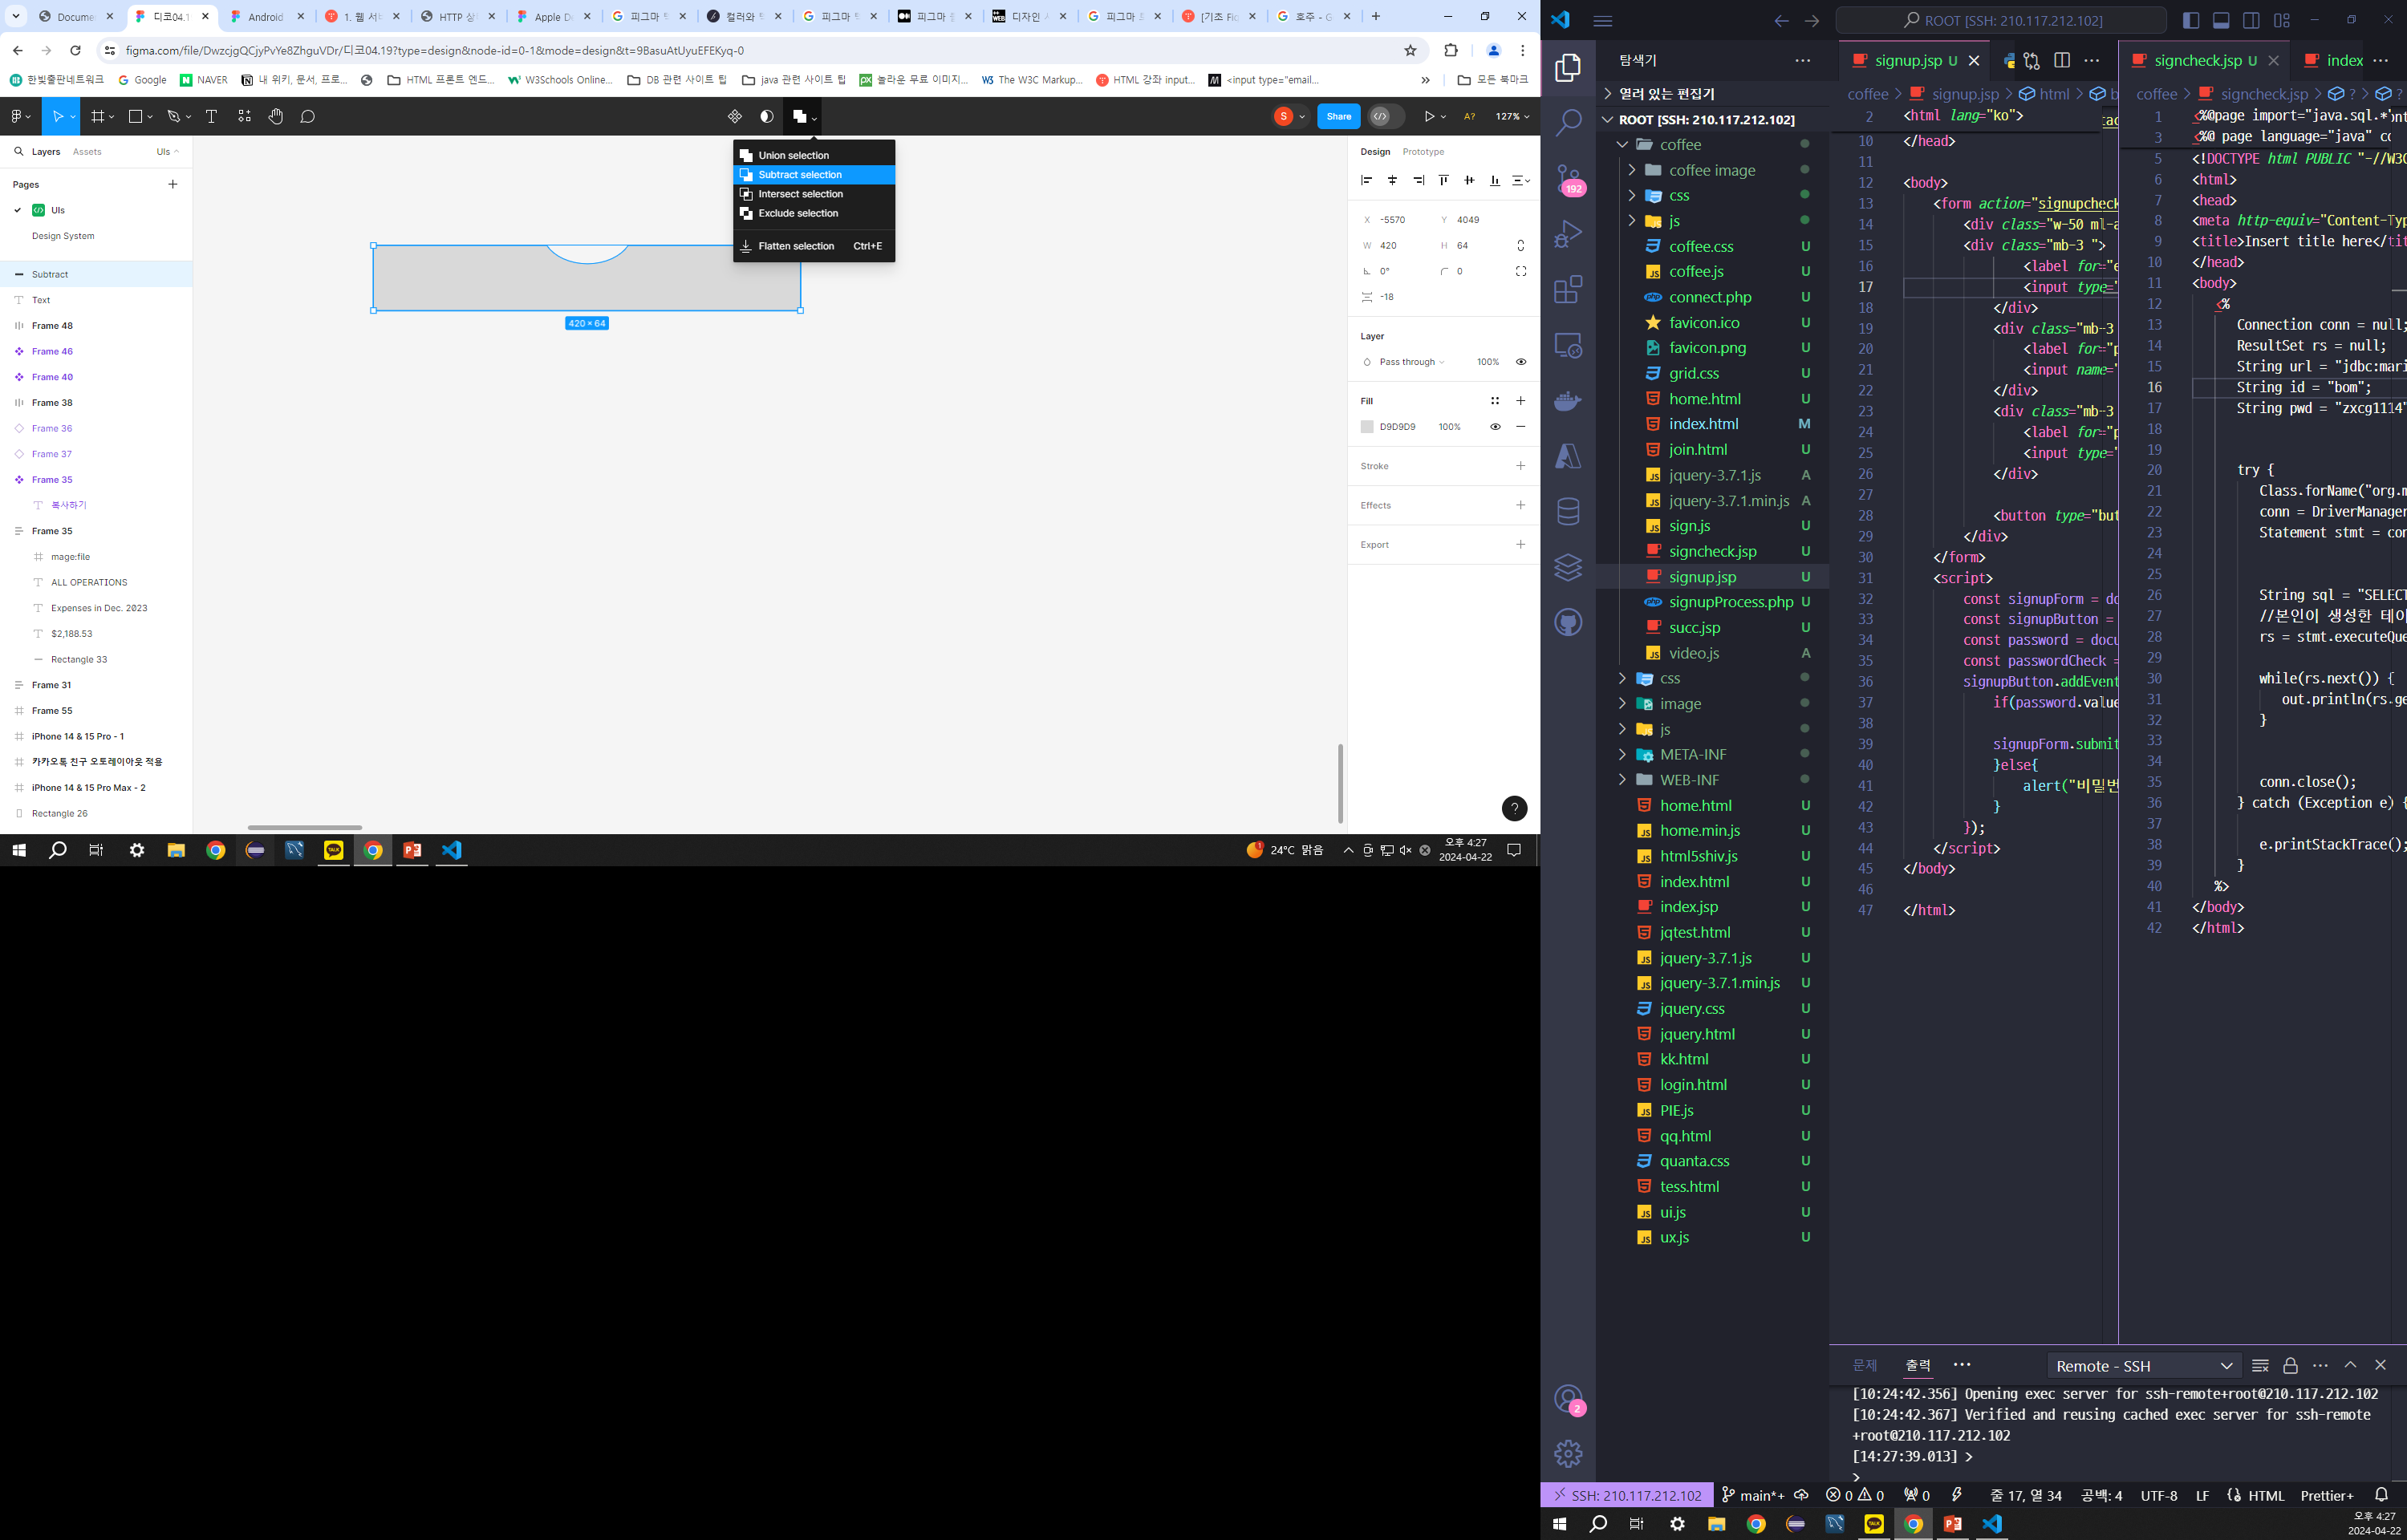 Docume
디코04.1
Android
1. 웹 서
HTTP 상
Apple D
피그마
컬러와
피그마
피그마
디자인
피그마
[기초 Fig
호주 - G
figma.com/file/DwzcjgQCjyPvYe8ZhguVDr/디코04.19?type=design&node-id=0-1&mode=design&t=9BasuAtUyuEFEKyq-0
한빛출판네트워크
Google
NAVER
내 위키, 문서, 프로...
HTML 프론트 엔드...
W3Schools Online...
DB 관련 사이트 팁
java 관련 사이트 팁
놀라운 무료 이미지...
The W3C Markup...
HTML 강좌 input...
<input type="email...
모든 북마크
S
Share
A?
127%
Layers
Assets
UIs
Pages
UIs
Design System
Subtract
Text
Frame 48
Frame 46
Frame 40
Frame 38
Frame 36
Frame 37
Frame 35
복사하기
Frame 35
mage:file
ALL OPERATIONS
Expenses in Dec. 2023
$2,188.53
Rectangle 33
Frame 31
Frame 55
iPhone 14 & 15 Pro - 1
카카오톡 친구 오토레이아웃 적용
iPhone 14 & 15 Pro Max - 2
Rectangle 26
Union selection
Subtract selection
Intersect selection
Exclude selection
Flatten selection Ctrl+E
420 × 64
Design
Prototype
X -5570 Y 4049
W 420 H 64
0° 0
-18
Layer
Pass through 100%
Fill
D9D9D9 100%
Stroke
Effects
Export
?
24°C 맑음
오후 4:27
2024-04-22
ROOT [SSH: 210.117.212.102]
탐색기
열려 있는 편집기
ROOT [SSH: 210.117.212.102]
192
coffee
coffee image
css
js
coffee.css U
coffee.js U
connect.php U
favicon.ico U
favicon.png U
grid.css U
home.html U
index.html M
join.html U
jquery-3.7.1.js A
jquery-3.7.1.min.js A
sign.js U
signcheck.jsp U
signup.jsp U
signupProcess.php U
succ.jsp U
video.js A
css
image
js
META-INF
WEB-INF
home.html U
home.min.js U
html5shiv.js U
index.html U
index.jsp U
jqtest.html U
jquery-3.7.1.js U
jquery-3.7.1.min.js U
jquery.css U
jquery.html U
kk.html U
login.html U
PIE.js U
qq.html U
quanta.css U
tess.html U
ui.js U
ux.js U
2
signup.jsp U
coffee > signup.jsp > html > b
2 <html lang="ko">
10 </head>
11
12 <body>
13 <form action="signupcheck
14 <div class="w-50 ml-a
15 <div class="mb-3 ">
16 <label for="e
17 <input type="
18 </div>
19 <div class="mb-3
20 <label for="p
21 <input name="
22 </div>
23 <div class="mb-3
24 <label for="p
25 <input type="
26 </div>
27
28 <button type="but
29 </div>
30 </form>
31 <script>
32 const signupForm = do
33 const signupButton =
34 const password = docu
35 const passwordCheck =
36 signupButton.addEvent
37 if(password.value
38
39 signupForm.submit
40 }else{
41 alert("비밀번
42 }
43 });
44 </script>
45 </body>
46
47 </html>
signcheck.jsp U
index
coffee > signcheck.jsp > ? > ?
1 <%@page import="java.sql.*
3 <%@ page language="java" co
5 <!DOCTYPE html PUBLIC "-//W3C
6 <html>
7 <head>
8 <meta http-equiv="Content-Typ
9 <title>Insert title here</tit
10 </head>
11 <body>
12 <%
13 Connection conn = null;
14 ResultSet rs = null;
15 String url = "jdbc:mari
16 String id = "bom";
17 String pwd = "zxcg1114"
18
19
20 try {
21 Class.forName("org.m
22 conn = DriverManager
23 Statement stmt = con
24
25
26 String sql = "SELECT
27 //본인이 생성한 테이
28 rs = stmt.executeQue
29
30 while(rs.next()) {
31 out.println(rs.ge
32 }
33
34
35 conn.close();
36 } catch (Exception e) {
37
38 e.printStackTrace();
39 }
40 %>
41 </body>
42 </html>
문제
출력
Remote - SSH
[10:24:42.356] Opening exec server for ssh-remote+root@210.117.212.102
[10:24:42.367] Verified and reusing cached exec server for ssh-remote
+root@210.117.212.102
[14:27:39.013] >
>
SSH: 210.117.212.102
main*+
0
0
0
줄 17, 열 34
공백: 4
UTF-8
LF
HTML
Prettier+
오후 4:27
2024-04-22